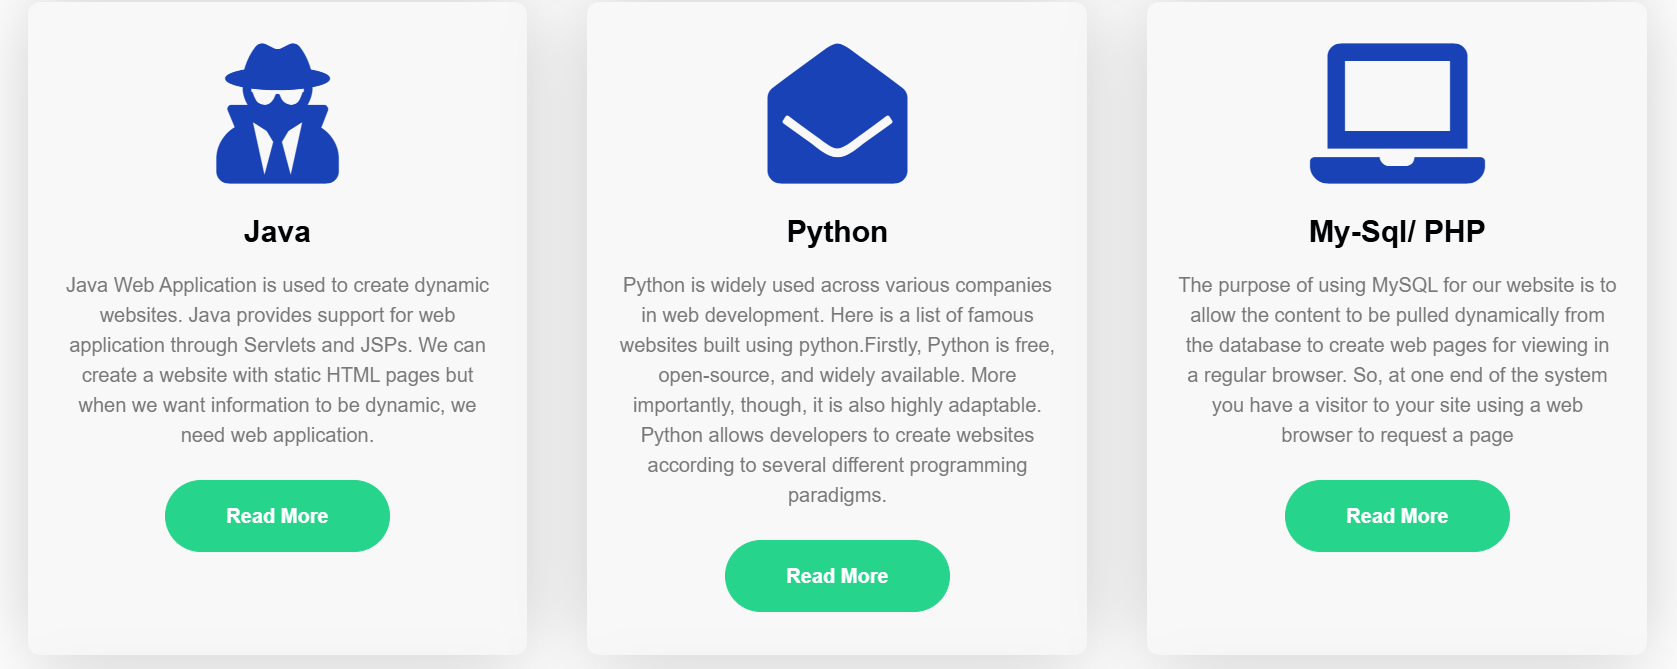 Java
Java Web Application is used to create dynamic
websites. Java provides support for web
application through Servlets and JSPs. We can
create a website with static HTML pages but
when we want information to be dynamic, we
need web application.
Read More
Python
Python is widely used across various companies
in web development. Here is a list of famous
websites built using python.Firstly, Python is free,
open-source, and widely available. More
importantly, though, it is also highly adaptable.
Python allows developers to create websites
according to several different programming
paradigms.
Read More
My-Sql/ PHP
The purpose of using MySQL for our website is to
allow the content to be pulled dynamically from
the database to create web pages for viewing in
a regular browser. So, at one end of the system
you have a visitor to your site using a web
browser to request a page
Read More